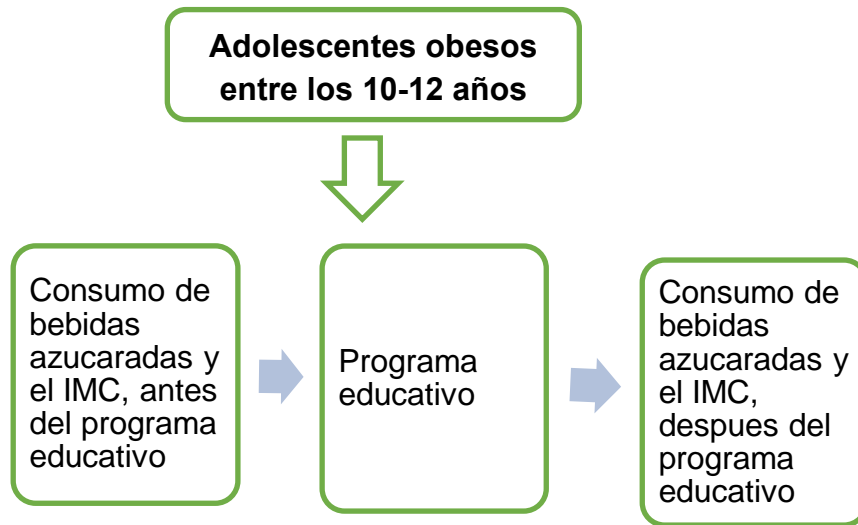 Adolescentes obesos
entre los 10-12 años
Consumo de
bebidas
azucaradas y
el IMC, antes
del programa
educativo
Programa
educativo
Consumo de
bebidas
azucaradas y
el IMC,
despues del
programa
educativo